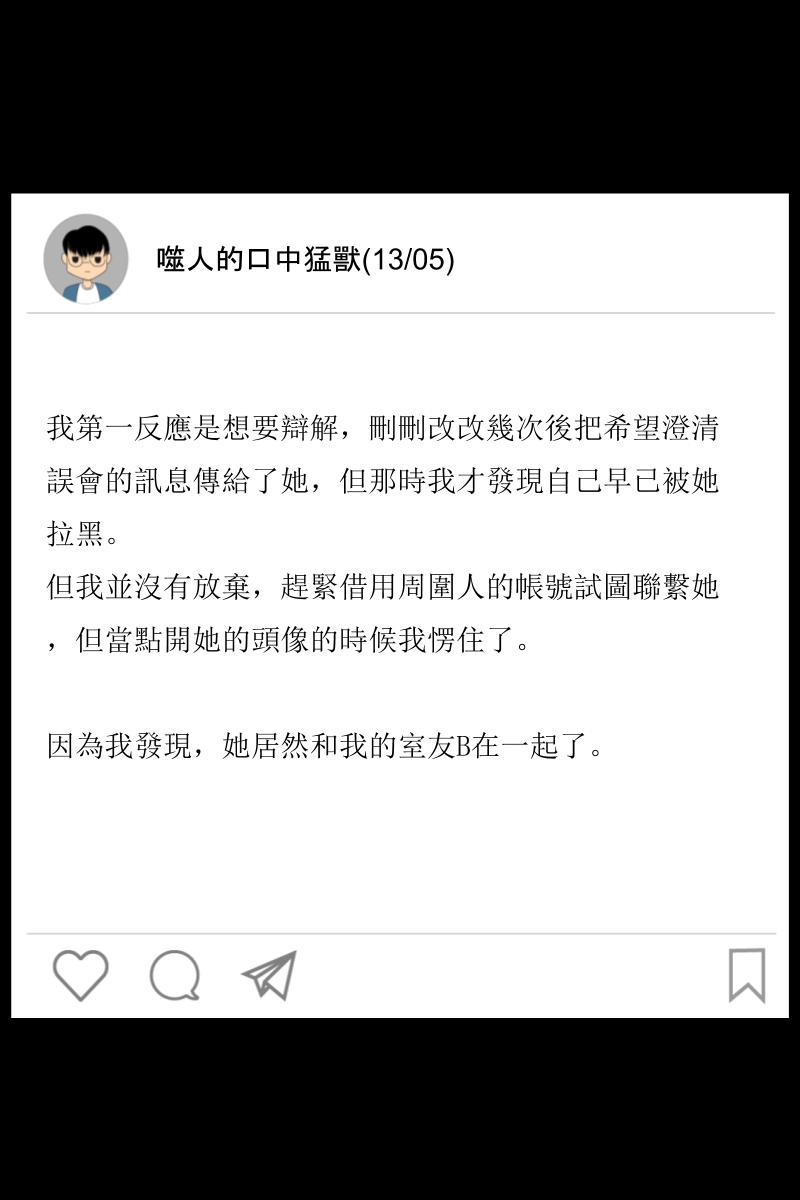 噬人的口中猛獸(13/05)
我第一反應是想要辯解，刪刪改改幾次後把希望澄清
誤會的訊息傳給了她，但那時我才發現自己早已被她
拉黑。
但我並沒有放棄，趕緊借用周圍人的帳號試圖聯繫她
，但當點開她的頭像的時候我愣住了。
因為我發現，她居然和我的室友B在一起了。